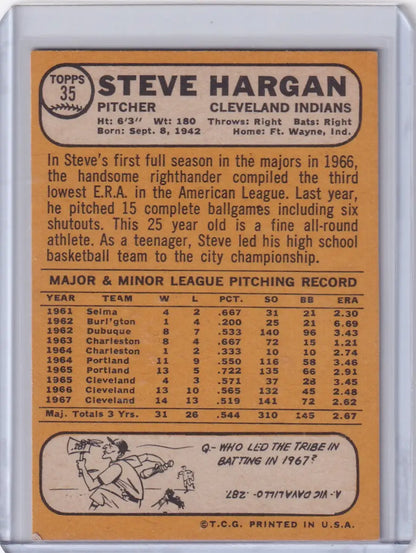 TOPPS
35
STEVE HARGAN
PITCHER CLEVELAND INDIANS
Ht: 6'3" Wt: 180 Throws: Right Bats: Right
Born: Sept. 8, 1942 Home: Ft. Wayne, Ind.
In Steve's first full season in the majors in 1966,
the handsome righthander compiled the third
lowest E.R.A. in the American League. Last year,
he pitched 15 complete ballgames including six
shutouts. This 25 year old is a fine all-round
athlete. As a teenager, Steve led his high school
basketball team to the city championship.
MAJOR & MINOR LEAGUE PITCHING RECORD
YEAR TEAM W L PCT. SO BB ERA
1961 Selma 4 2 .667 31 21 2.30
1962 Burl'gton 1 4 .200 25 21 6.69
1962 Dubuque 8 7 .533 140 96 3.43
1963 Charleston 8 4 .667 72 15 1.21
1964 Charleston 1 2 .333 10 10 2.74
1964 Portland 11 9 .550 116 58 3.46
1965 Portland 13 5 .722 135 66 2.91
1965 Cleveland 4 3 .571 37 28 3.45
1966 Cleveland 13 10 .565 132 45 2.48
1967 Cleveland 14 13 .519 141 72 2.62
Maj. Totals 3 Yrs. 31 26 .544 310 145 2.67
Q-WHO LED THE TRIBE IN
BATTING IN 1967?
A-VIC DAVALILLO- .287
©T.C.G. PRINTED IN U.S.A.